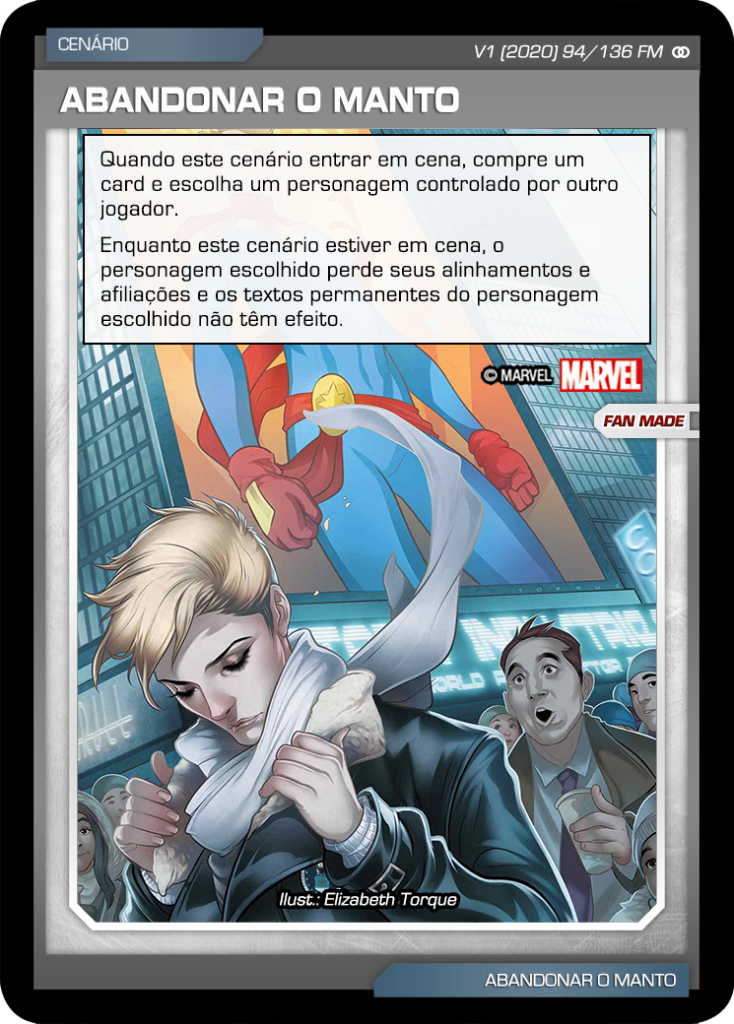 CENÁRIO
V1 (2020) 94/136 FM
ABANDONAR O MANTO
Quando este cenário entrar em cena, compre um
card e escolha um personagem controlado por outro
jogador.
Enquanto este cenário estiver em cena, o
personagem escolhido perde seus alinhamentos e
afiliações e os textos permanentes do personagem
escolhido não têm efeito.
© MARVEL MARVEL
FAN MADE
Ilust.: Elizabeth Torque
ABANDONAR O MANTO